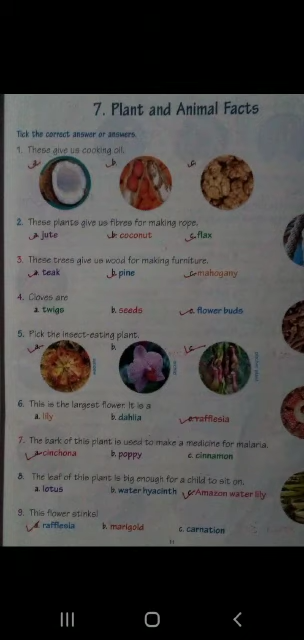 7. Plant and Animal Facts
Tick the correct answer or answers.
1. These give us cooking oil.
a. b. c.
2. These plants give us fibres for making rope.
a. jute b. coconut c. flax
3. These trees give us wood for making furniture.
a. teak b. pine c. mahogany
4. Cloves are
a. twigs b. seeds c. flower buds
5. Pick the insect-eating plant.
a. b. c.
6. This is the largest flower. It is a
a. lily b. dahlia c. rafflesia
7. The bark of this plant is used to make a medicine for malaria.
a. cinchona b. poppy c. cinnamon
8. The leaf of this plant is big enough for a child to sit on.
a. lotus b. water hyacinth c. Amazon water lily
9. This flower stinks!
a. rafflesia b. marigold c. carnation